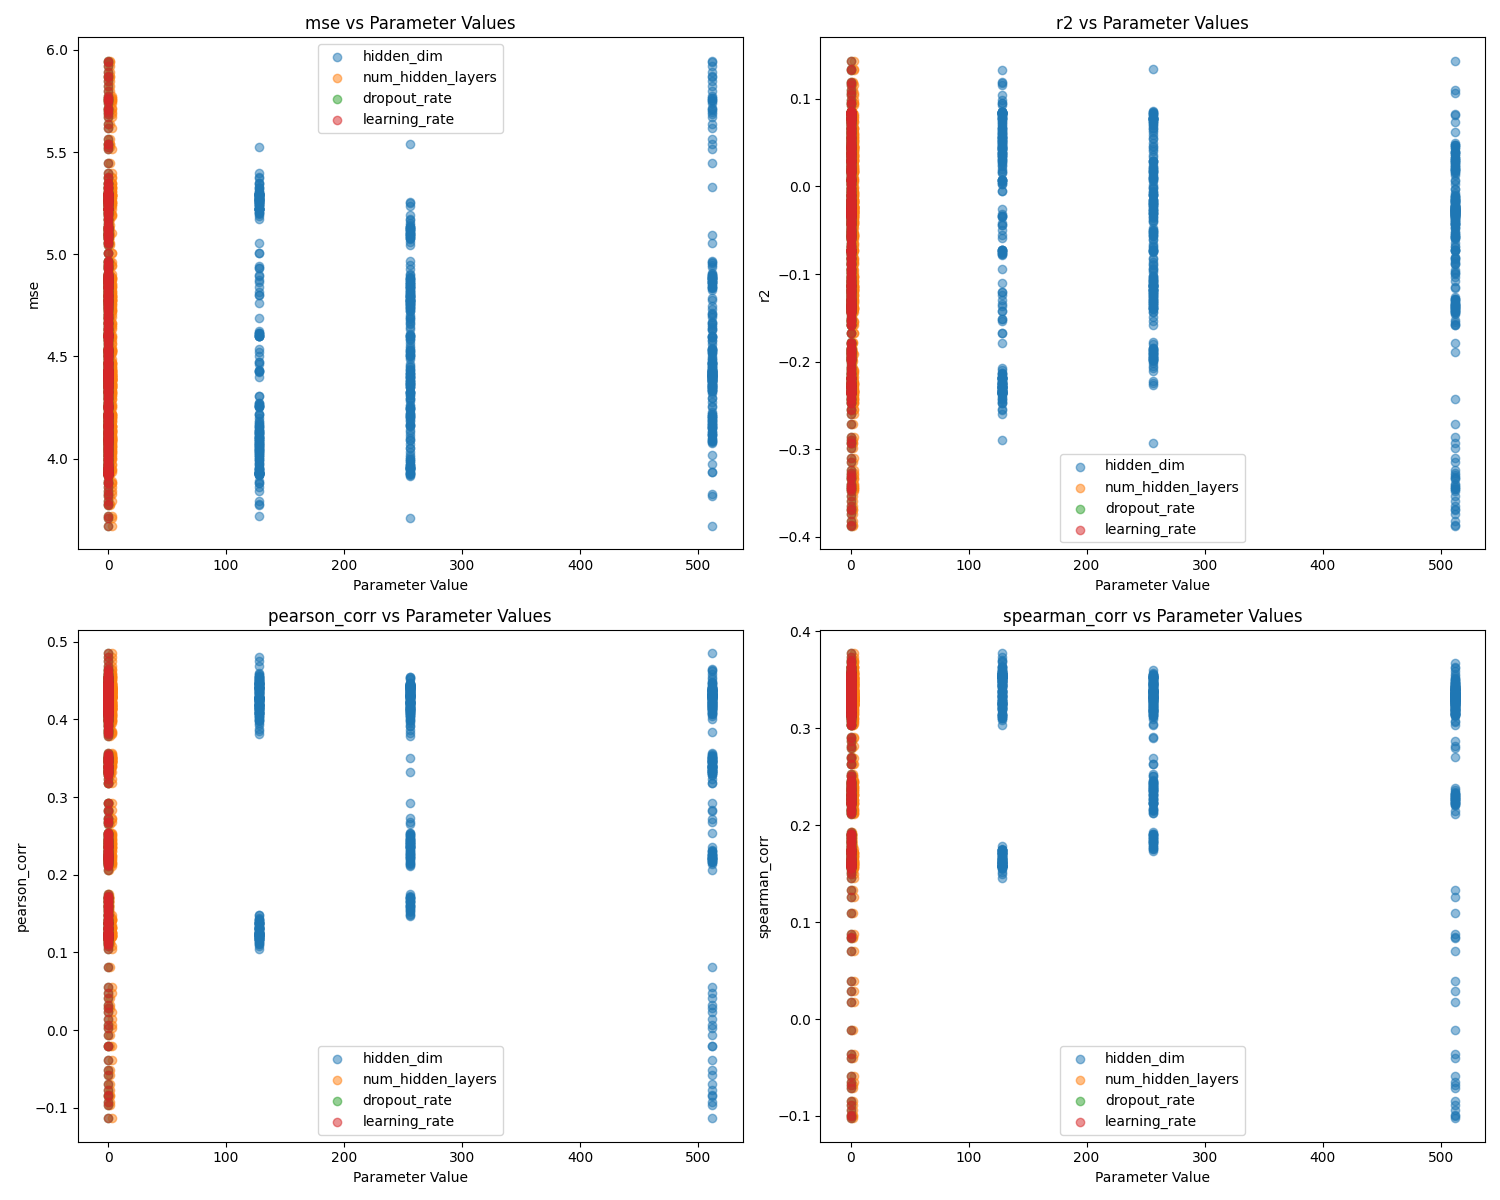 mse vs Parameter Values
6.0
5.5
5.0
4.5
4.0
mse
hidden_dim
num_hidden_layers
dropout_rate
learning_rate
0 100 200 300 400 500
Parameter Value
r2 vs Parameter Values
0.1
0.0
−0.1
−0.2
−0.3
−0.4
r2
hidden_dim
num_hidden_layers
dropout_rate
learning_rate
0 100 200 300 400 500
Parameter Value
pearson_corr vs Parameter Values
0.5
0.4
0.3
0.2
0.1
0.0
−0.1
pearson_corr
hidden_dim
num_hidden_layers
dropout_rate
learning_rate
0 100 200 300 400 500
Parameter Value
spearman_corr vs Parameter Values
0.4
0.3
0.2
0.1
0.0
−0.1
spearman_corr
hidden_dim
num_hidden_layers
dropout_rate
learning_rate
0 100 200 300 400 500
Parameter Value